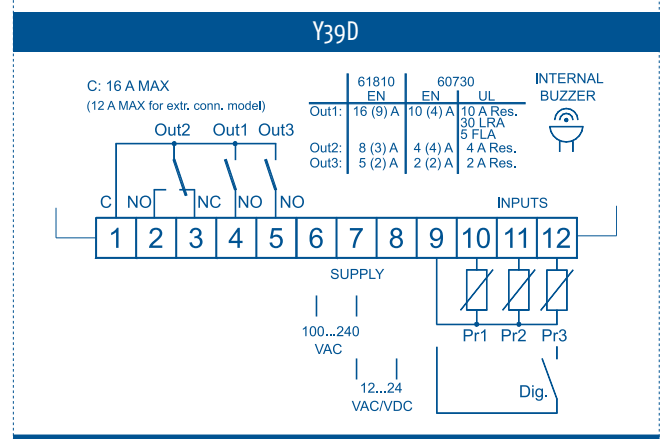 Y39D
C: 16 A MAX
(12 A MAX for extr. conn. model)
61810 60730
EN EN UL
Out1: 16 (9) A 10 (4) A 10 A Res.
30 LRA
5 FLA
Out2: 8 (3) A 4 (4) A 4 A Res.
Out3: 5 (2) A 2 (2) A 2 A Res.
INTERNAL
BUZZER
Out2 Out1 Out3
C NO NC NO NO
INPUTS
1 2 3 4 5 6 7 8 9 10 11 12
SUPPLY
100...240
VAC
12...24
VAC/VDC
Pr1 Pr2 Pr3
Dig.